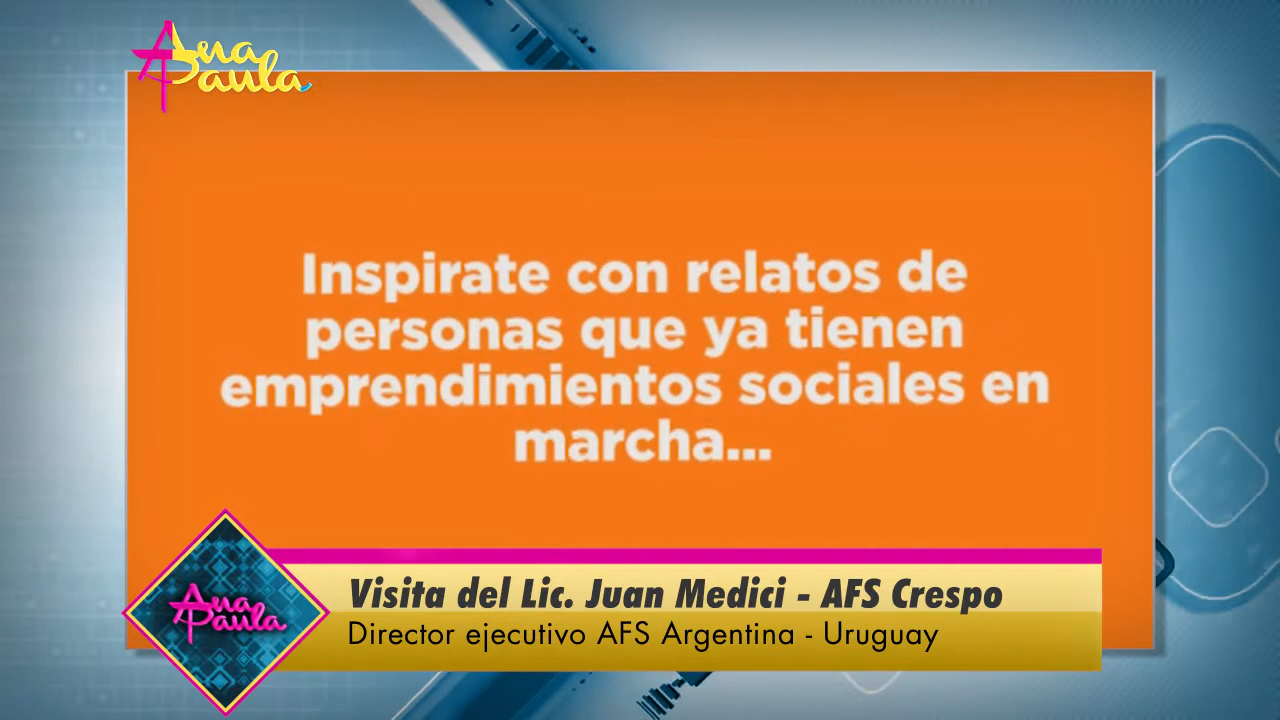 Ana
Paula
Inspirate con relatos de
personas que ya tienen
emprendimientos sociales en
marcha...
Ana
Paula
Visita del Lic. Juan Medici - AFS Crespo
Director ejecutivo AFS Argentina - Uruguay